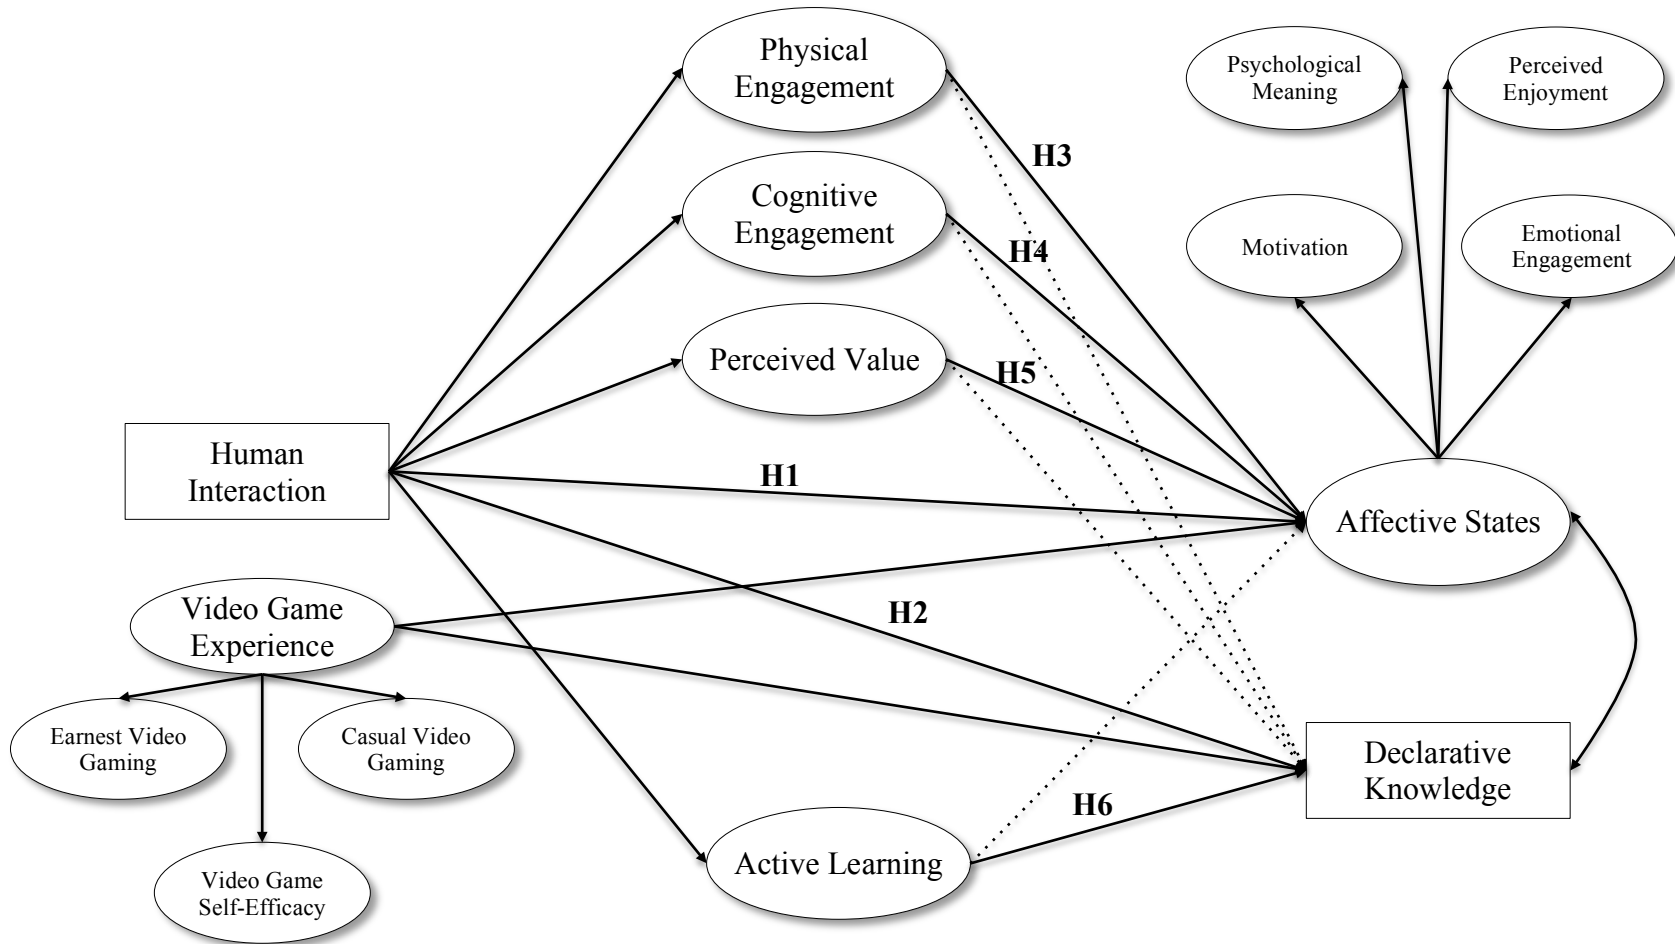 Physical
Engagement
Psychological
Meaning
Perceived
Enjoyment
H3
Cognitive
Engagement
H4
Motivation
Emotional
Engagement
Perceived Value
H5
Human
Interaction
H1
Affective States
Video Game
Experience
H2
Earnest Video
Gaming
Casual Video
Gaming
Declarative
Knowledge
H6
Active Learning
Video Game
Self-Efficacy